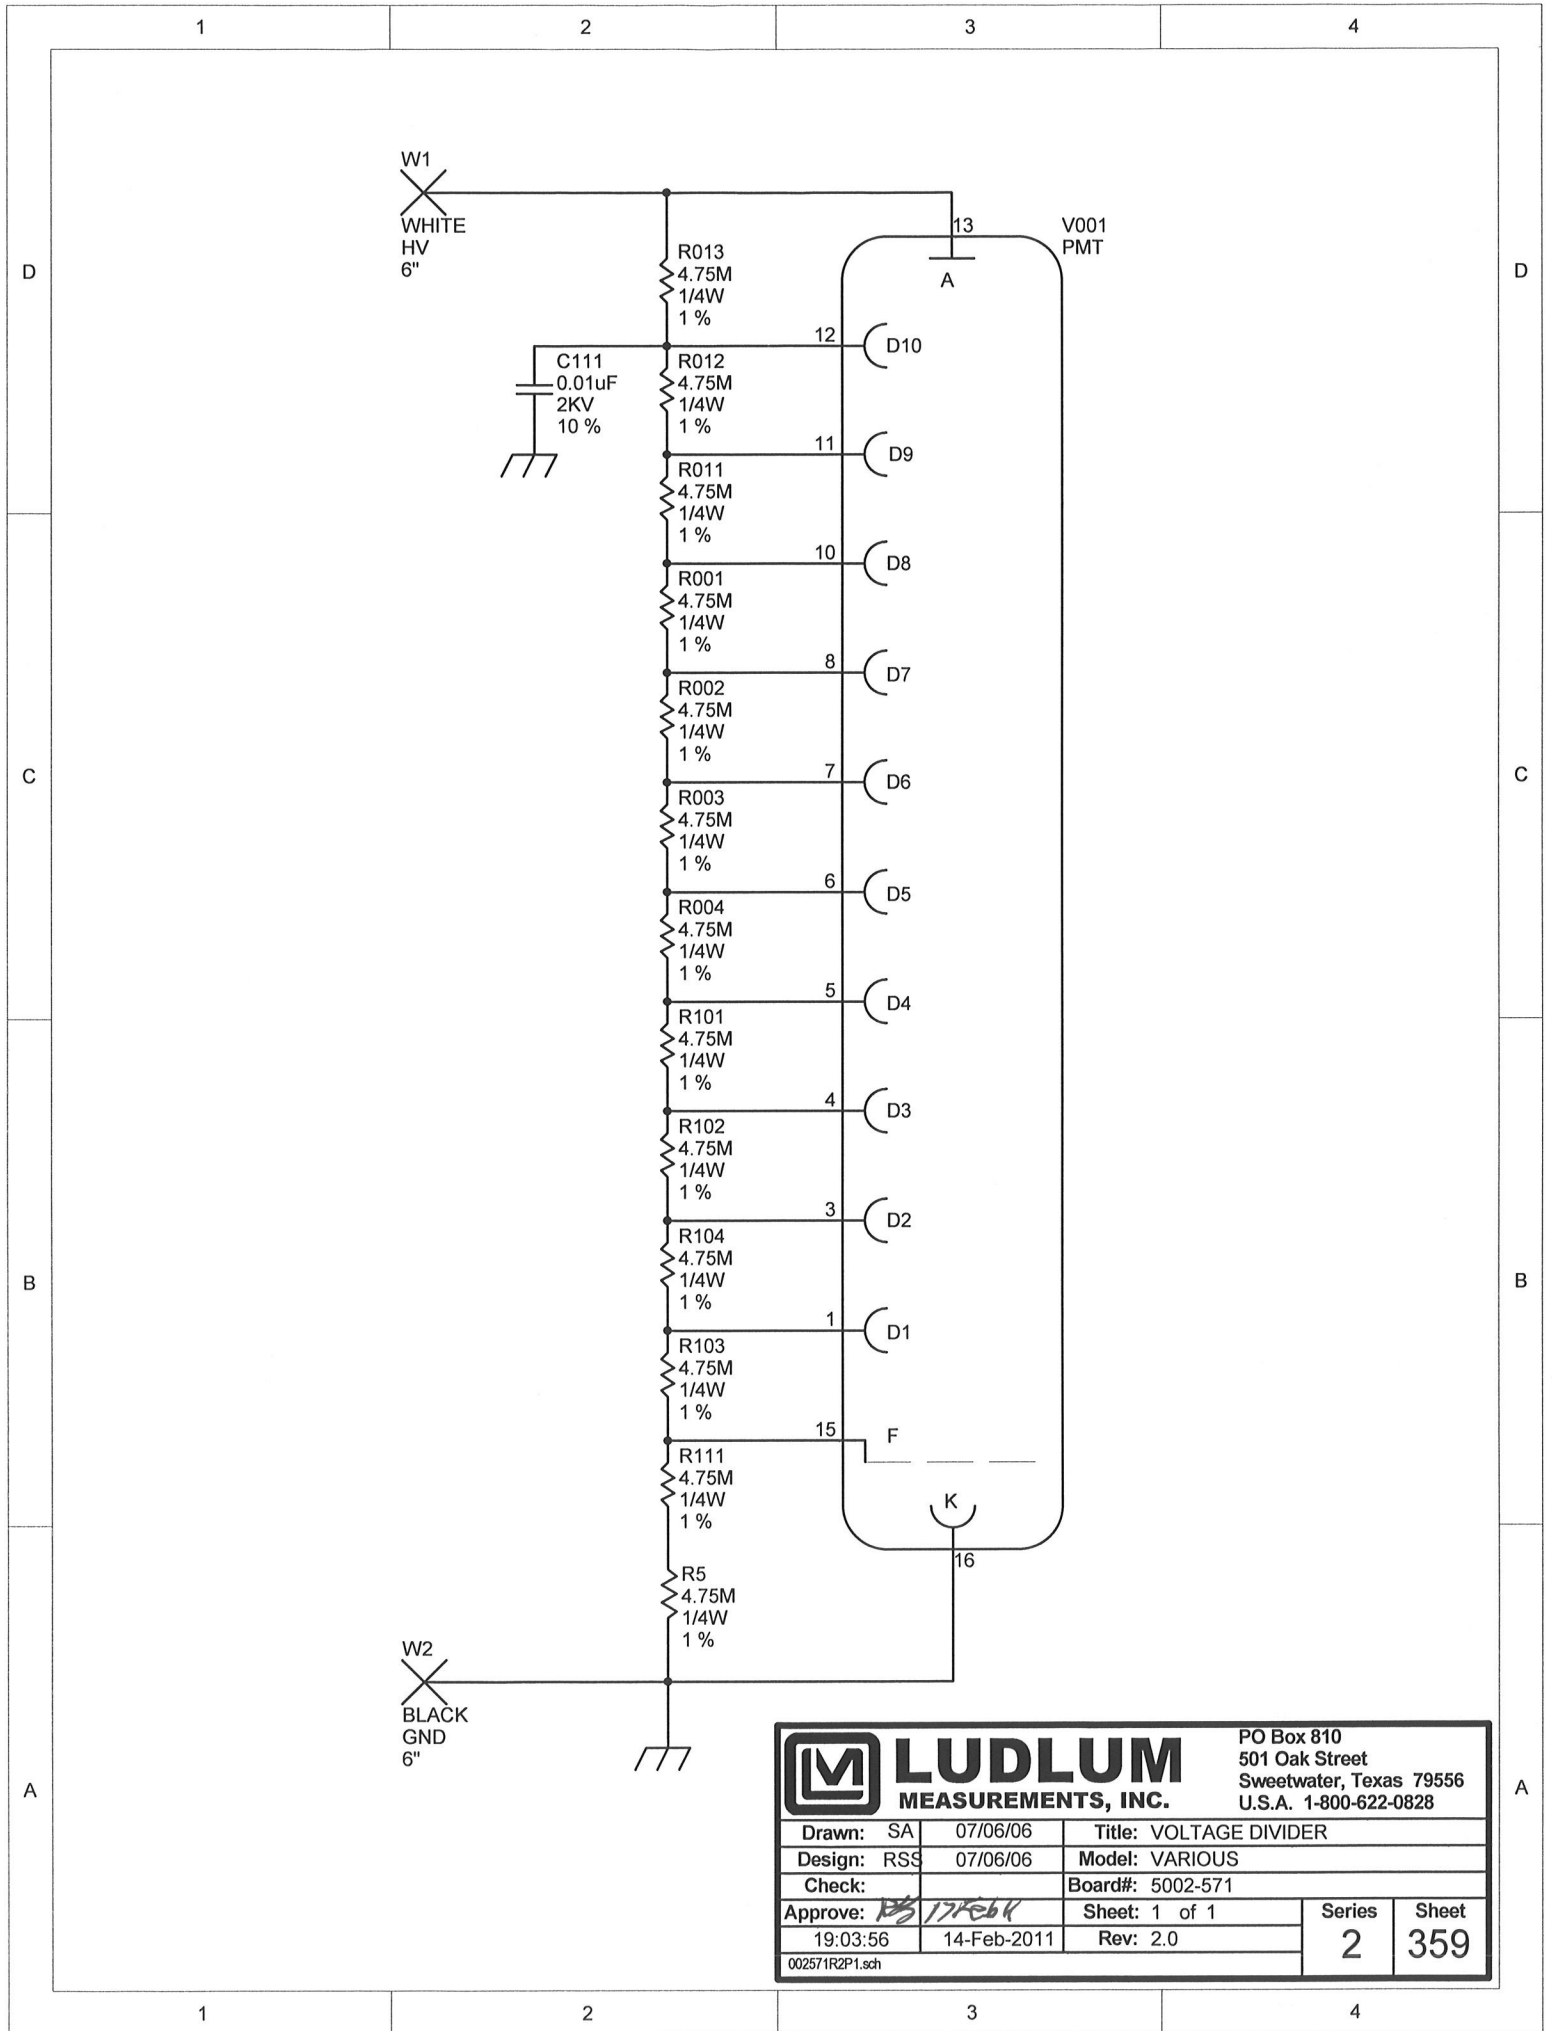 1 2 3 4
D D
C C
B B
A A
W1
WHITE
HV
6"
R013
4.75M
1/4W
1 %
C111
0.01uF
2KV
10 %
R012
4.75M
1/4W
1 %
R011
4.75M
1/4W
1 %
R001
4.75M
1/4W
1 %
R002
4.75M
1/4W
1 %
R003
4.75M
1/4W
1 %
R004
4.75M
1/4W
1 %
R101
4.75M
1/4W
1 %
R102
4.75M
1/4W
1 %
R104
4.75M
1/4W
1 %
R103
4.75M
1/4W
1 %
R111
4.75M
1/4W
1 %
R5
4.75M
1/4W
1 %
W2
BLACK
GND
6"
V001
PMT
13
A
12 D10
11 D9
10 D8
8 D7
7 D6
6 D5
5 D4
4 D3
3 D2
1 D1
15 F
K
16
LM LUDLUM
MEASUREMENTS, INC.
PO Box 810
501 Oak Street
Sweetwater, Texas 79556
U.S.A. 1-800-622-0828
Drawn: SA 07/06/06 Title: VOLTAGE DIVIDER
Design: RSS 07/06/06 Model: VARIOUS
Check: Board#: 5002-571
Approve: Sheet: 1 of 1
19:03:56 14-Feb-2011 Rev: 2.0
Series
2
Sheet
359
002571R2P1.sch
1 2 3 4